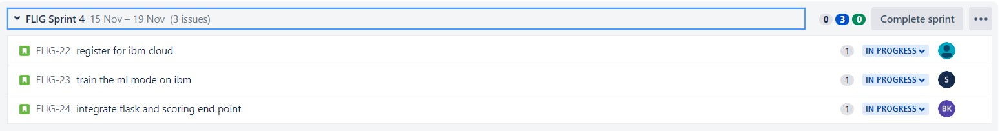 FLIG Sprint 4 15 Nov – 19 Nov (3 issues) 0 3 0 Complete sprint •••
FLIG-22 register for ibm cloud 1 IN PROGRESS
FLIG-23 train the ml mode on ibm 1 IN PROGRESS S
FLIG-24 integrate flask and scoring end point 1 IN PROGRESS BK